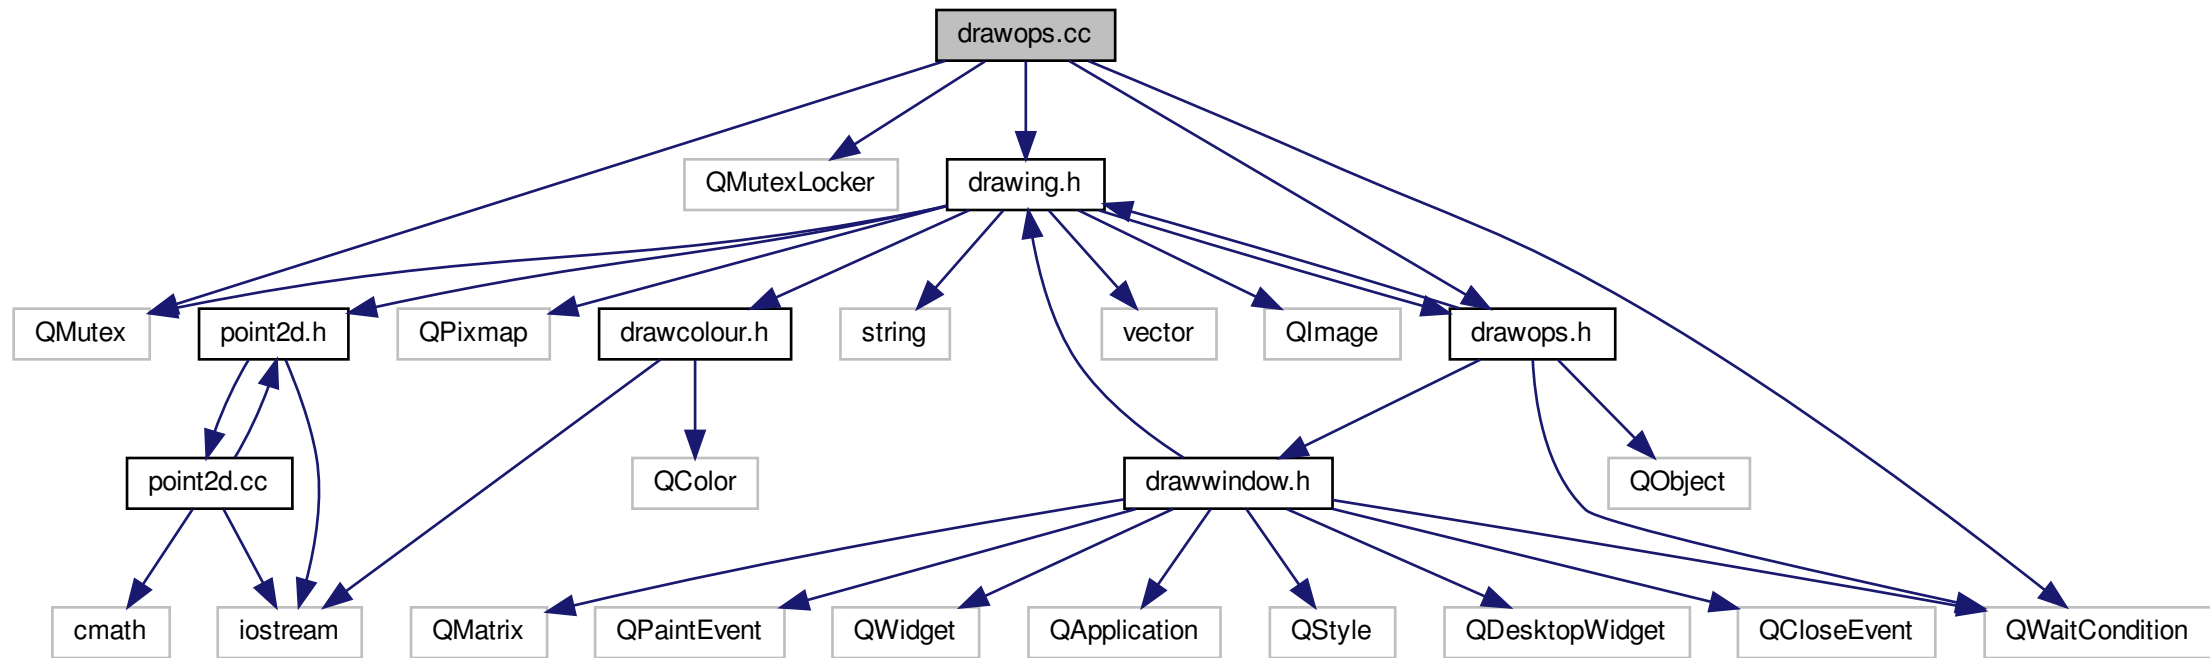 drawops.cc
QMutexLocker
drawing.h
QMutex
point2d.h
QPixmap
drawcolour.h
string
vector
QImage
drawops.h
point2d.cc
QColor
drawwindow.h
QObject
cmath
iostream
QMatrix
QPaintEvent
QWidget
QApplication
QStyle
QDesktopWidget
QCloseEvent
QWaitCondition